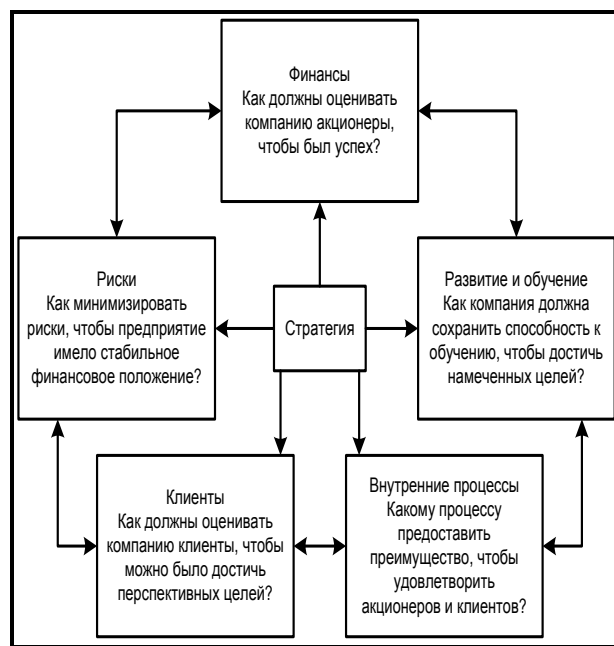 Финансы
Как должны оценивать
компанию акционеры,
чтобы был успех?
Риски
Как минимизировать
риски, чтобы предприятие
имело стабильное
финансовое положение?
Стратегия
Развитие и обучение
Как компания должна
сохранить способность к
обучению, чтобы достичь
намеченных целей?
Клиенты
Как должны оценивать
компанию клиенты, чтобы
можно было достичь
перспективных целей?
Внутренние процессы
Какому процессу
предоставить
преимущество, чтобы
удовлетворить
акционеров и клиентов?